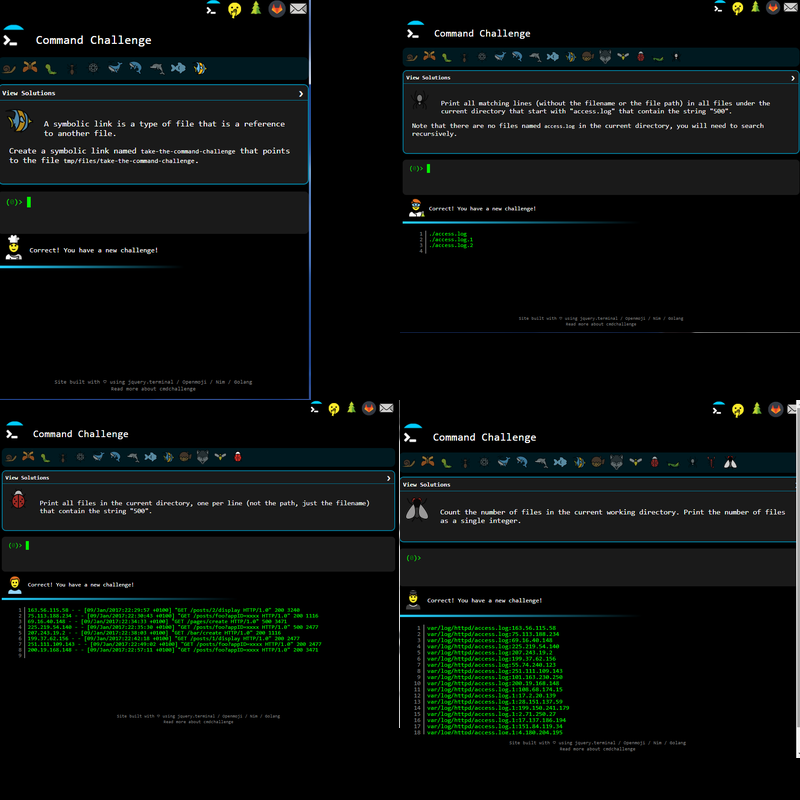 Command Challenge
View Solutions
A symbolic link is a type of file that is a reference
to another file.
Create a symbolic link named take-the-command-challenge that points
to the file tmp/files/take-the-command-challenge.
(0)>
Correct! You have a new challenge!
Site built with ♡ using jquery.terminal / Openmoji / Nim / Golang
Read more about cmdchallenge
Command Challenge
View Solutions
Print all matching lines (without the filename or the file path) in all files under the
current directory that start with "access.log" that contain the string "500".
Note that there are no files named access.log in the current directory, you will need to search
recursively.
(0)>
Correct! You have a new challenge!
1 ./access.log
2 ./access.log.1
3 ./access.log.2
4
Site built with ♡ using jquery.terminal / Openmoji / Nim / Golang
Read more about cmdchallenge
Command Challenge
View Solutions
Print all files in the current directory, one per line (not the path, just the filename)
that contain the string "500".
(0)>
Correct! You have a new challenge!
1 163.56.115.58 - - [09/Jan/2017:22:29:57 +0100] "GET /posts/2/display HTTP/1.0" 200 3240
2 75.113.188.234 - - [09/Jan/2017:22:30:43 +0100] "GET /posts/foo?appID=xxxx HTTP/1.0" 200 1116
3 69.16.40.148 - - [09/Jan/2017:22:34:33 +0100] "GET /pages/create HTTP/1.0" 500 3471
4 225.219.54.140 - - [09/Jan/2017:22:35:30 +0100] "GET /posts/foo?appID=xxxx HTTP/1.0" 500 2477
5 207.243.19.2 - - [09/Jan/2017:22:38:03 +0100] "GET /bar/create HTTP/1.0" 200 1116
6 199.37.62.156 - - [09/Jan/2017:22:42:18 +0100] "GET /posts/1/display HTTP/1.0" 200 2477
7 251.111.109.143 - - [09/Jan/2017:22:49:02 +0100] "GET /posts/foo?appID=xxxx HTTP/1.0" 200 2477
8 200.19.168.148 - - [09/Jan/2017:22:57:11 +0100] "GET /posts/foo?appID=xxxx HTTP/1.0" 200 3471
9
Site built with ♡ using jquery.terminal / Openmoji / Nim / Golang
Read more about cmdchallenge
Command Challenge
View Solutions
Count the number of files in the current working directory. Print the number of files
as a single integer.
(0)>
Correct! You have a new challenge!
1 var/log/httpd/access.log:163.56.115.58
2 var/log/httpd/access.log:75.113.188.234
3 var/log/httpd/access.log:69.16.40.148
4 var/log/httpd/access.log:225.219.54.140
5 var/log/httpd/access.log:207.243.19.2
6 var/log/httpd/access.log:199.37.62.156
7 var/log/httpd/access.log:55.74.240.123
8 var/log/httpd/access.log:251.111.109.143
9 var/log/httpd/access.log:101.163.230.250
10 var/log/httpd/access.log:200.19.168.148
11 var/log/httpd/access.log.1:108.68.174.15
12 var/log/httpd/access.log.1:17.2.20.139
13 var/log/httpd/access.log.1:28.151.137.59
14 var/log/httpd/access.log.1:199.150.241.179
15 var/log/httpd/access.log.1:2.71.250.27
16 var/log/httpd/access.log.1:17.137.186.194
17 var/log/httpd/access.log.1:151.84.119.34
18 var/log/httpd/access.log.1:4.180.204.195
Site built with ♡ using jquery.terminal / Openmoji / Nim / Golang
Read more about cmdchallenge